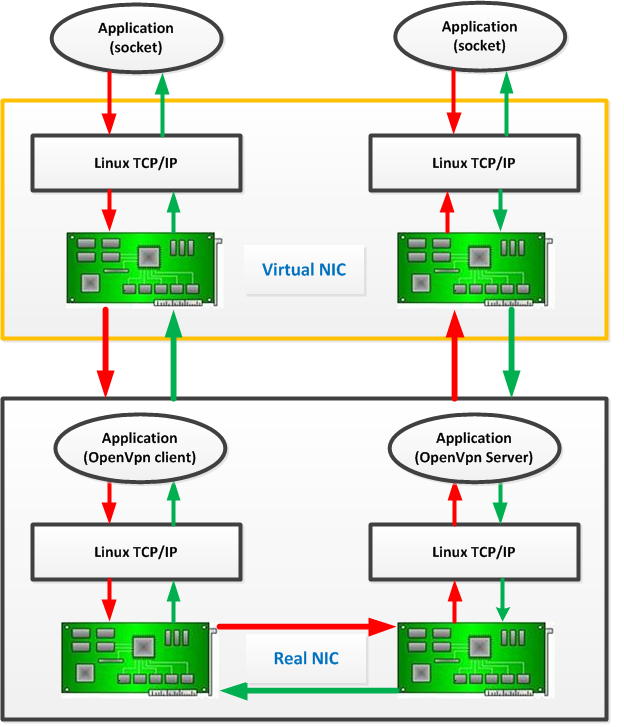 Application
(socket)
Application
(socket)
Linux TCP/IP
Linux TCP/IP
Virtual NIC
Application
(OpenVpn client)
Application
(OpenVpn Server)
Linux TCP/IP
Linux TCP/IP
Real NIC